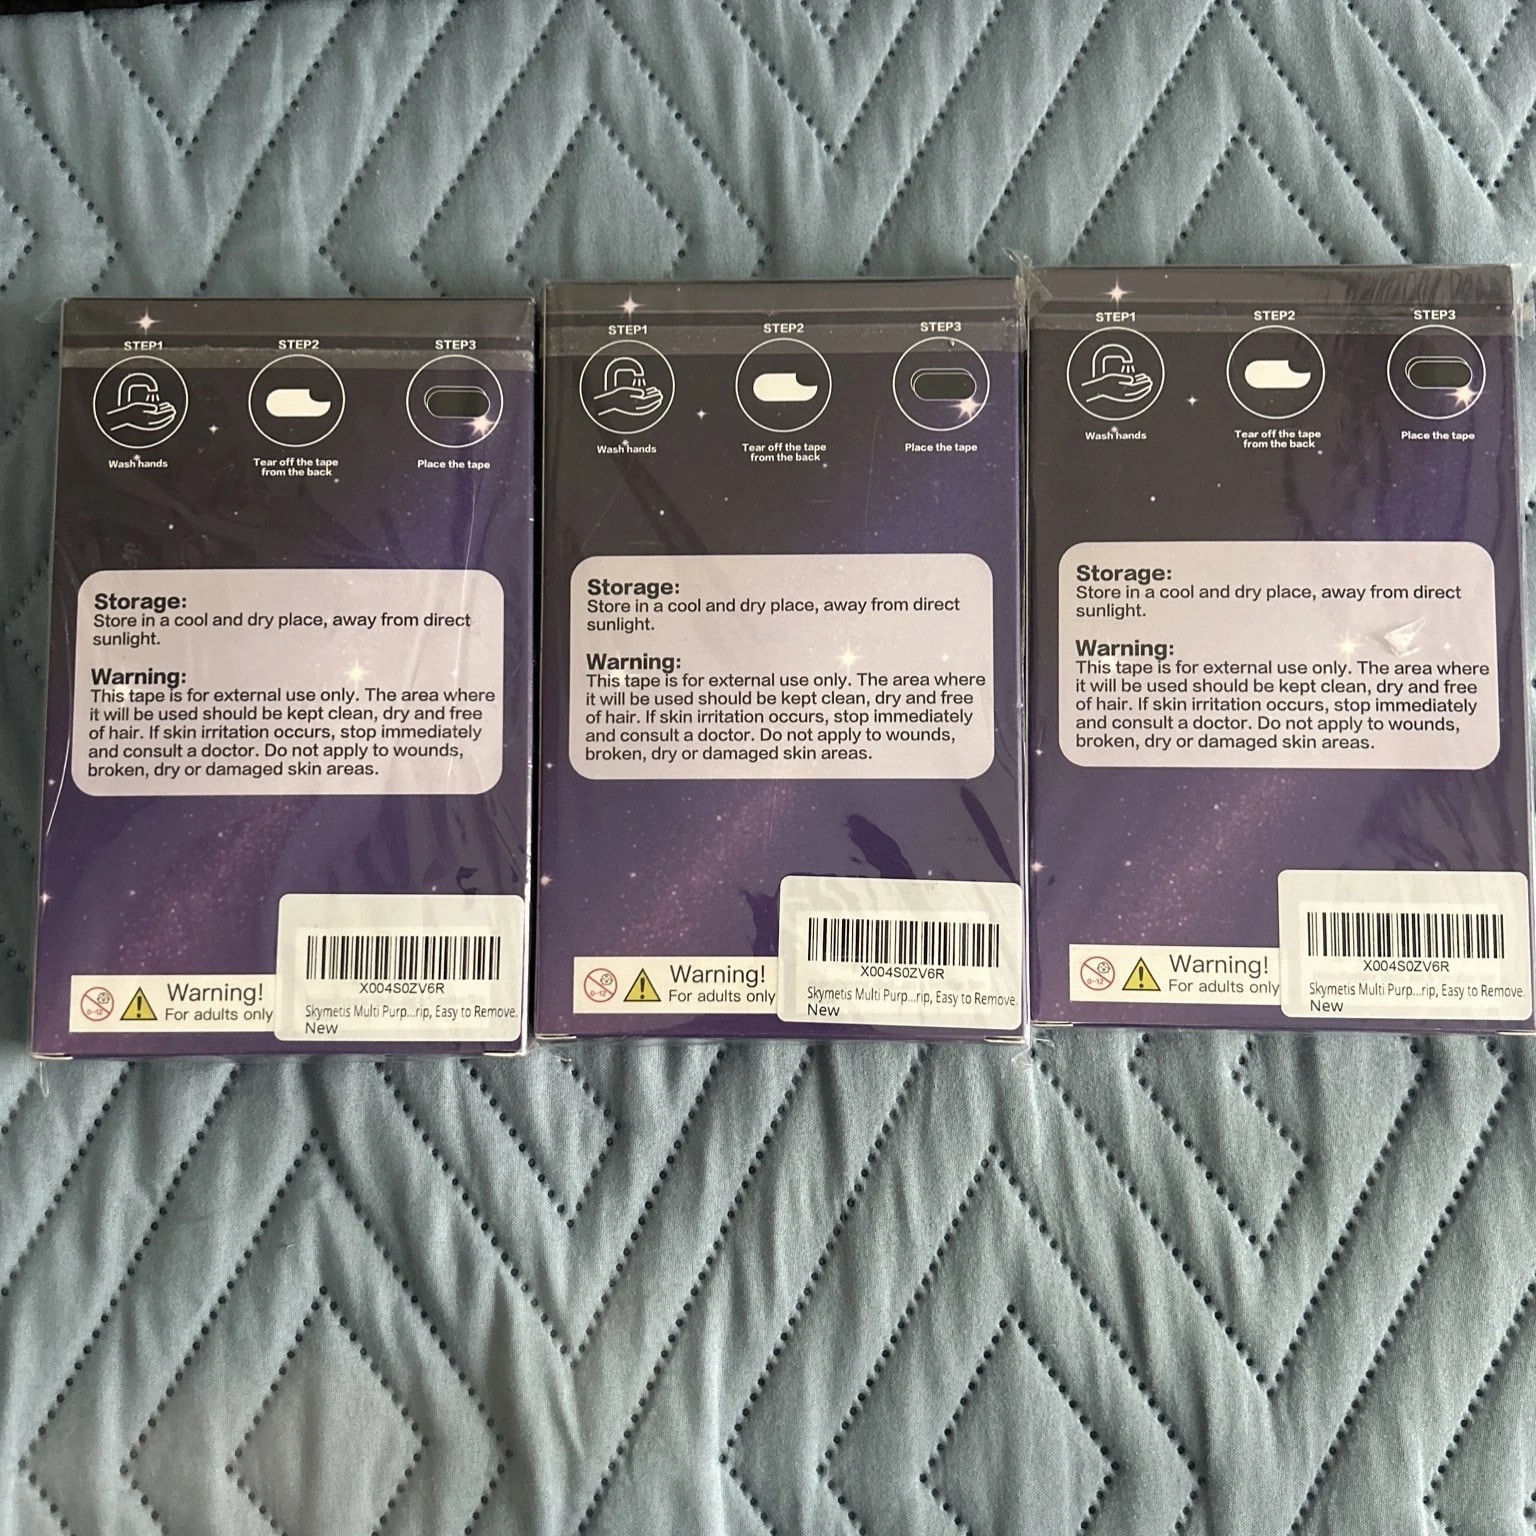 STEP1
STEP2
STEP3
Wash hands
Tear off the tape
from the back
Place the tape
Storage:
Store in a cool and dry place, away from direct
sunlight.
Warning:
This tape is for external use only. The area where
it will be used should be kept clean, dry and free
of hair. If skin irritation occurs, stop immediately
and consult a doctor. Do not apply to wounds,
broken, dry or damaged skin areas.
0-12
Warning!
For adults only
X004S0ZV6R
Skymetis Multi Purp...rip, Easy to Remove.
New
STEP1
STEP2
STEP3
Wash hands
Tear off the tape
from the back
Place the tape
Storage:
Store in a cool and dry place, away from direct
sunlight.
Warning:
This tape is for external use only. The area where
it will be used should be kept clean, dry and free
of hair. If skin irritation occurs, stop immediately
and consult a doctor. Do not apply to wounds,
broken, dry or damaged skin areas.
0-12
Warning!
For adults only
X004S0ZV6R
Skymetis Multi Purp...rip, Easy to Remove.
New
STEP1
STEP2
STEP3
Wash hands
Tear off the tape
from the back
Place the tape
Storage:
Store in a cool and dry place, away from direct
sunlight.
Warning:
This tape is for external use only. The area where
it will be used should be kept clean, dry and free
of hair. If skin irritation occurs, stop immediately
and consult a doctor. Do not apply to wounds,
broken, dry or damaged skin areas.
0-12
Warning!
For adults only
X004S0ZV6R
Skymetis Multi Purp...rip, Easy to Remove.
New